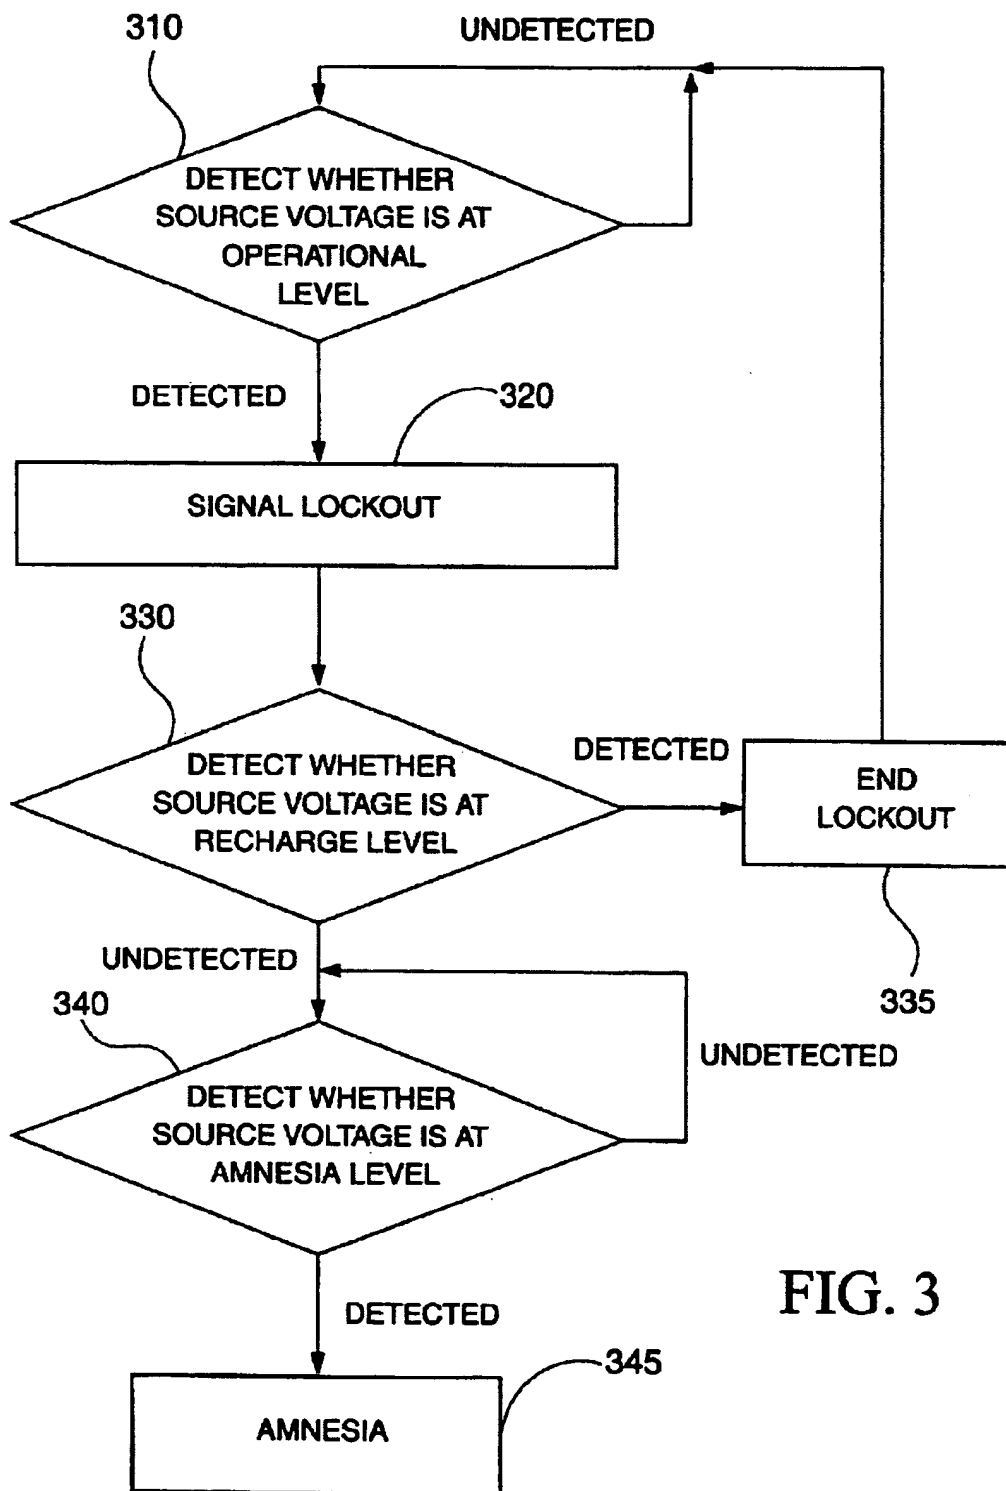 310
UNDETECTED
DETECT WHETHER
SOURCE VOLTAGE IS AT
OPERATIONAL
LEVEL
DETECTED
320
SIGNAL LOCKOUT
330
DETECT WHETHER
SOURCE VOLTAGE IS AT
RECHARGE LEVEL
DETECTED
END
LOCKOUT
335
UNDETECTED
340
UNDETECTED
DETECT WHETHER
SOURCE VOLTAGE IS AT
AMNESIA LEVEL
FIG. 3
DETECTED
345
AMNESIA